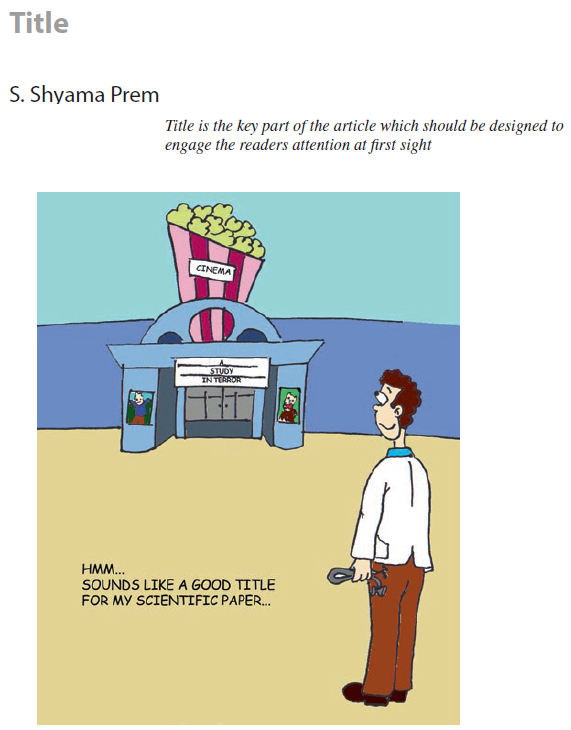 Title
S. Shyama Prem
Title is the key part of the article which should be designed to
engage the readers attention at first sight
CINEMA
A
STUDY
IN TERROR
HMM...
SOUNDS LIKE A GOOD TITLE
FOR MY SCIENTIFIC PAPER...